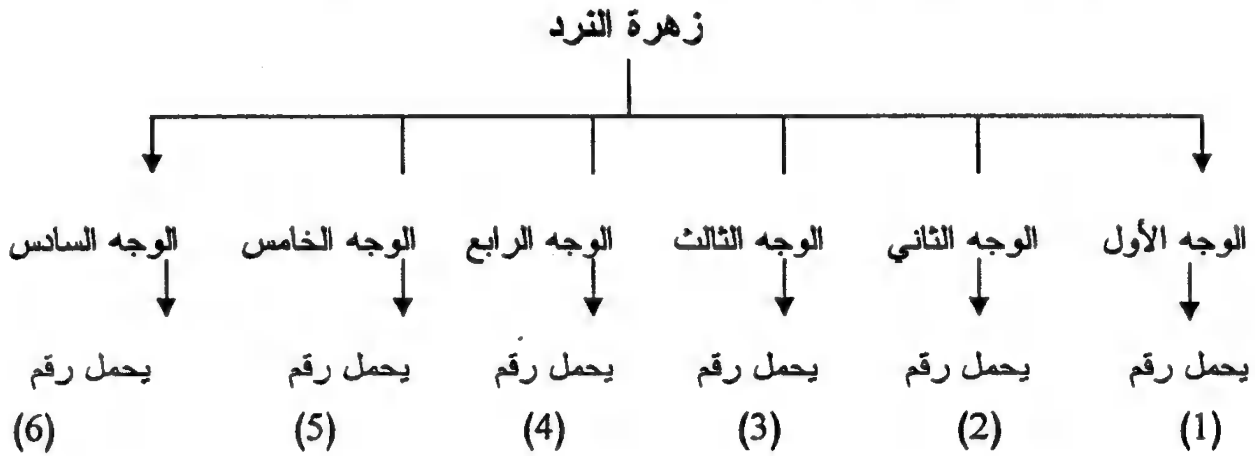 زهرة النرد
الوجه الأول الوجه الثاني الوجه الثالث الوجه الرابع الوجه الخامس الوجه السادس
يحمل رقم يحمل رقم يحمل رقم يحمل رقم يحمل رقم يحمل رقم
(1) (2) (3) (4) (5) (6)